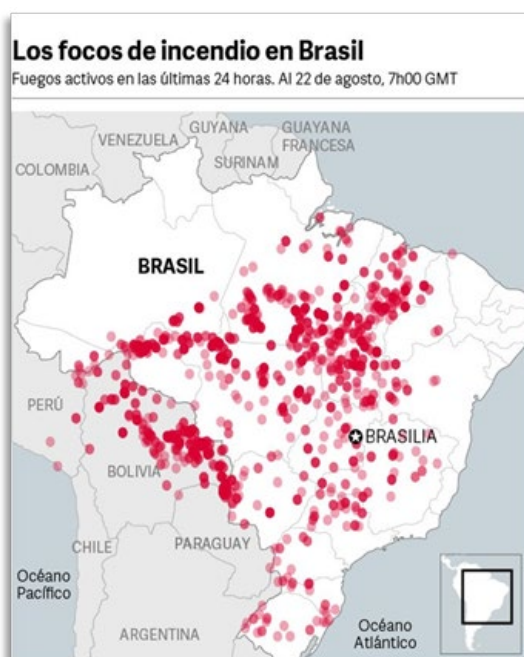 Los focos de incendio en Brasil
Fuegos activos en las últimas 24 horas. Al 22 de agosto, 7h00 GMT
GUYANA
GUAYANA
FRANCESA
VENEZUELA
SURINAM
COLOMBIA
BRASIL
PERÚ
BRASILIA
BOLIVIA
CHILE
PARAGUAY
Océano
Pacífico
Océano
Atlántico
ARGENTINA